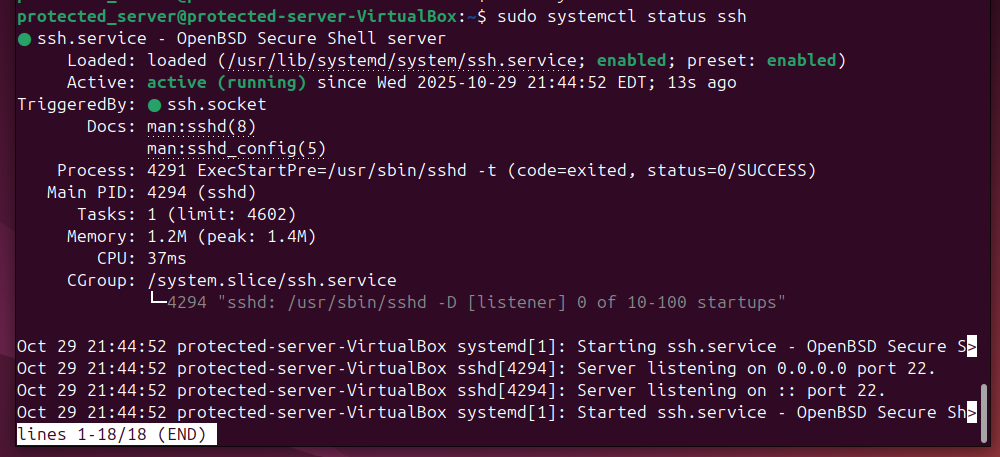 protected_server@protected-server-VirtualBox:~$ sudo systemctl status ssh
● ssh.service - OpenBSD Secure Shell server
     Loaded: loaded (/usr/lib/systemd/system/ssh.service; enabled; preset: enabled)
     Active: active (running) since Wed 2025-10-29 21:44:52 EDT; 13s ago
TriggeredBy: ● ssh.socket
       Docs: man:sshd(8)
             man:sshd_config(5)
    Process: 4291 ExecStartPre=/usr/sbin/sshd -t (code=exited, status=0/SUCCESS)
   Main PID: 4294 (sshd)
      Tasks: 1 (limit: 4602)
     Memory: 1.2M (peak: 1.4M)
        CPU: 37ms
     CGroup: /system.slice/ssh.service
             └─4294 "sshd: /usr/sbin/sshd -D [listener] 0 of 10-100 startups"

Oct 29 21:44:52 protected-server-VirtualBox systemd[1]: Starting ssh.service - OpenBSD Secure S>
Oct 29 21:44:52 protected-server-VirtualBox sshd[4294]: Server listening on 0.0.0.0 port 22.
Oct 29 21:44:52 protected-server-VirtualBox sshd[4294]: Server listening on :: port 22.
Oct 29 21:44:52 protected-server-VirtualBox systemd[1]: Started ssh.service - OpenBSD Secure Sh>
lines 1-18/18 (END)